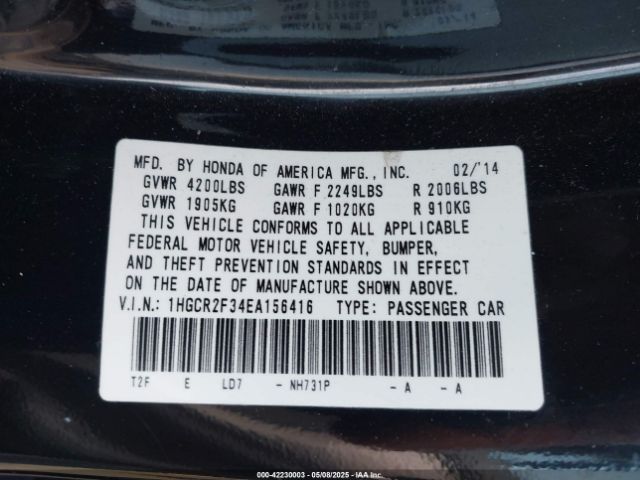 MFD. BY HONDA OF AMERICA MFG., INC. 02/'14
GVWR 4200LBS GAWR F 2249LBS R 2006LBS
GVWR 1905KG GAWR F 1020KG R 910KG
THIS VEHICLE CONFORMS TO ALL APPLICABLE
FEDERAL MOTOR VEHICLE SAFETY, BUMPER,
AND THEFT PREVENTION STANDARDS IN EFFECT
ON THE DATE OF MANUFACTURE SHOWN ABOVE.
V.I.N.: 1HGCR2F34EA156416 TYPE: PASSENGER CAR
T2F E LD7 - NH731P - A - A
000-42230003 - 05/08/2025 - IAA Inc.